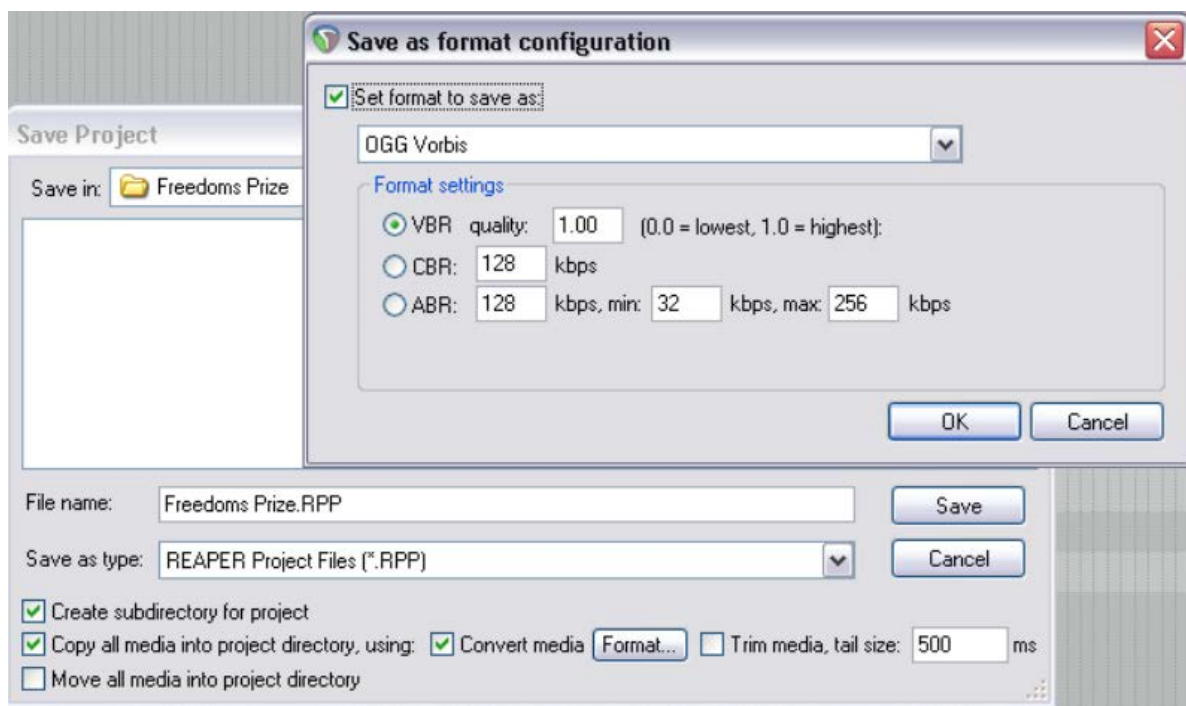 Save as format configuration
Set format to save as:
OGG Vorbis
Format settings
VBR quality: 1.00 (0.0 = lowest, 1.0 = highest):
CBR: 128 kbps
ABR: 128 kbps, min: 32 kbps, max: 256 kbps
OK Cancel
Save Project
Save in: Freedoms Prize
File name: Freedoms Prize.RPP Save
Save as type: REAPER Project Files (*.RPP) Cancel
Create subdirectory for project
Copy all media into project directory, using: Convert media Format... Trim media, tail size: 500 ms
Move all media into project directory